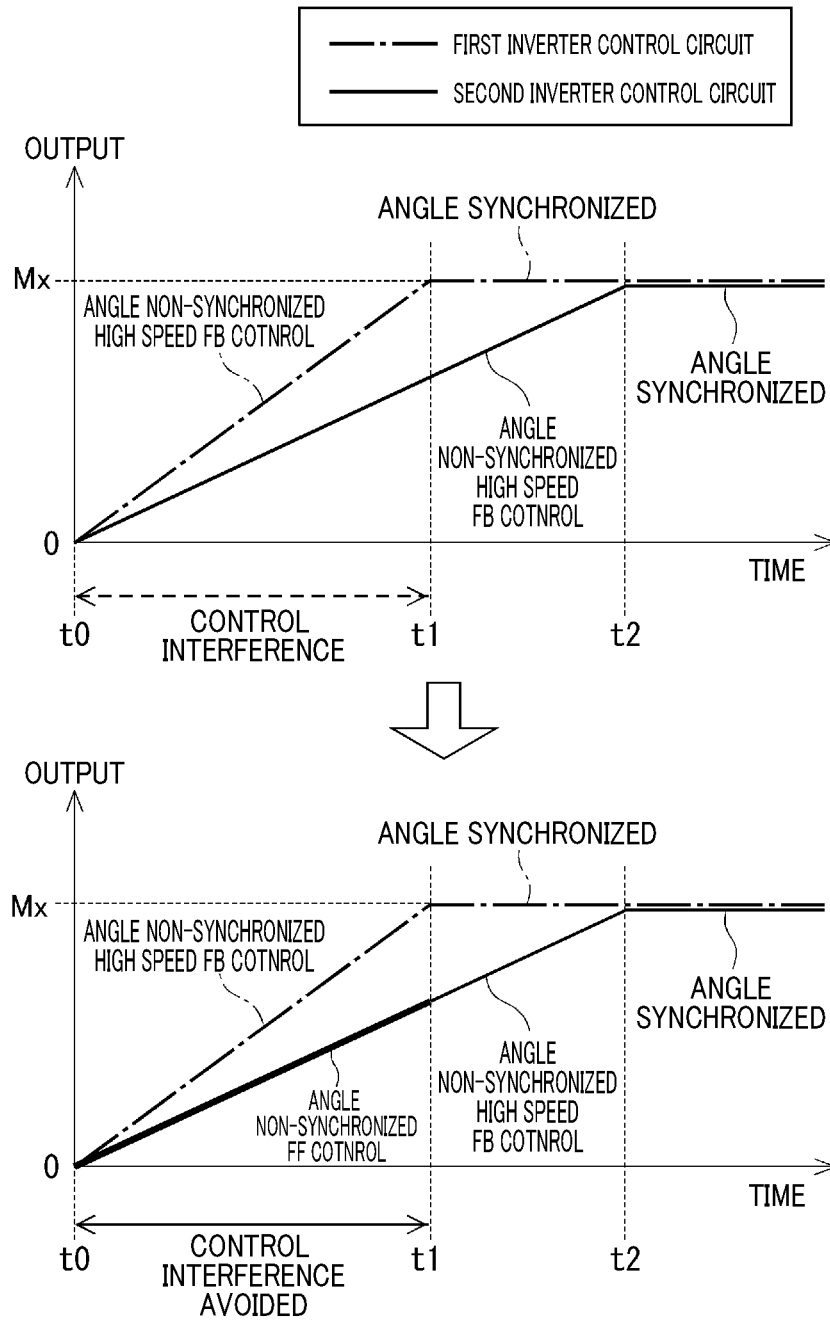 FIRST INVERTER CONTROL CIRCUIT
SECOND INVERTER CONTROL CIRCUIT
OUTPUT
ANGLE SYNCHRONIZED
Mx
ANGLE NON-SYNCHRONIZED
HIGH SPEED FB COTNROL
ANGLE
SYNCHRONIZED
ANGLE
NON-SYNCHRONIZED
HIGH SPEED
FB COTNROL
0
TIME
t0
CONTROL
INTERFERENCE
t1
t2
OUTPUT
ANGLE SYNCHRONIZED
Mx
ANGLE NON-SYNCHRONIZED
HIGH SPEED FB COTNROL
ANGLE
SYNCHRONIZED
ANGLE
NON-SYNCHRONIZED
HIGH SPEED
FB COTNROL
ANGLE
NON-SYNCHRONIZED
FF COTNROL
0
TIME
t0
CONTROL
INTERFERENCE
AVOIDED
t1
t2